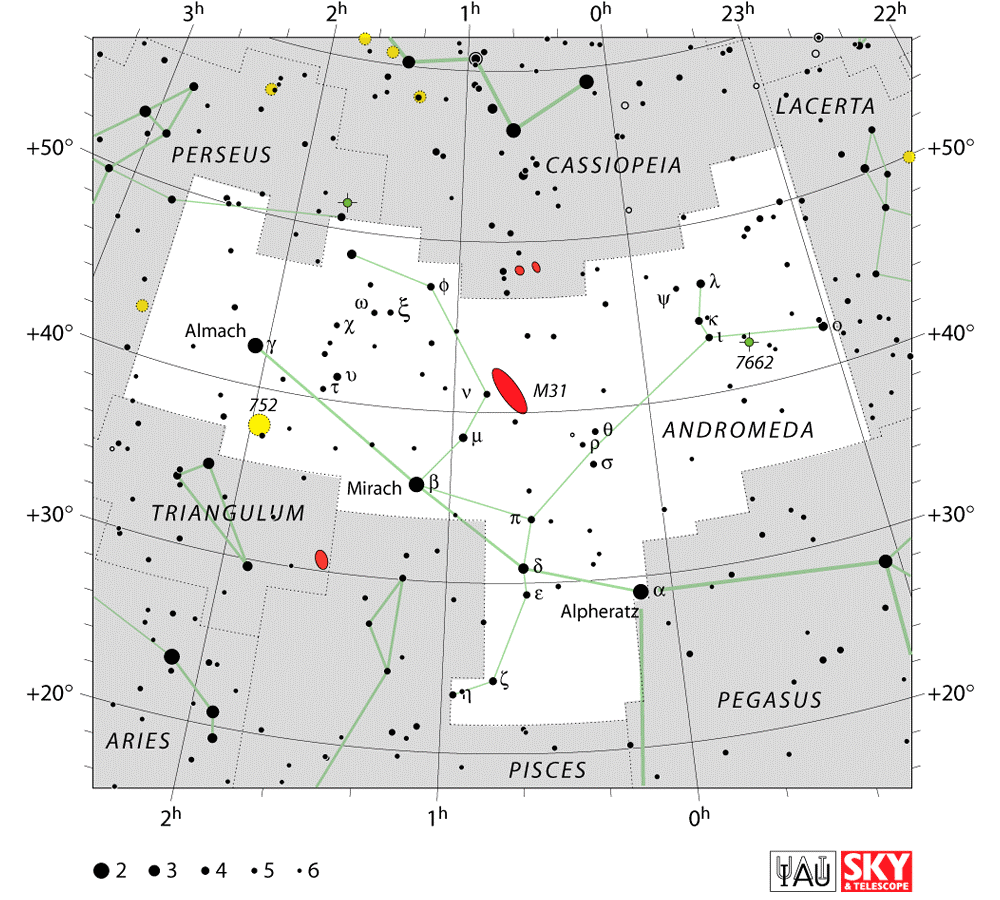 3h 2h 1h 0h 23h 22h
LACERTA
+50° PERSEUS CASSIOPEIA +50°
φ λ
ψ
ω ξ
χ κ ο
+40° Almach γ ι +40°
7662
τ υ
752 ν M31
θ ANDROMEDA
μ ρ
σ
Mirach β
+30° TRIANGULUM π +30°
δ
ε α
Alpheratz
ζ
+20° η PEGASUS +20°
ARIES
PISCES
2h 1h 0h
2 3 4 5 6
IAU SKY
& TELESCOPE